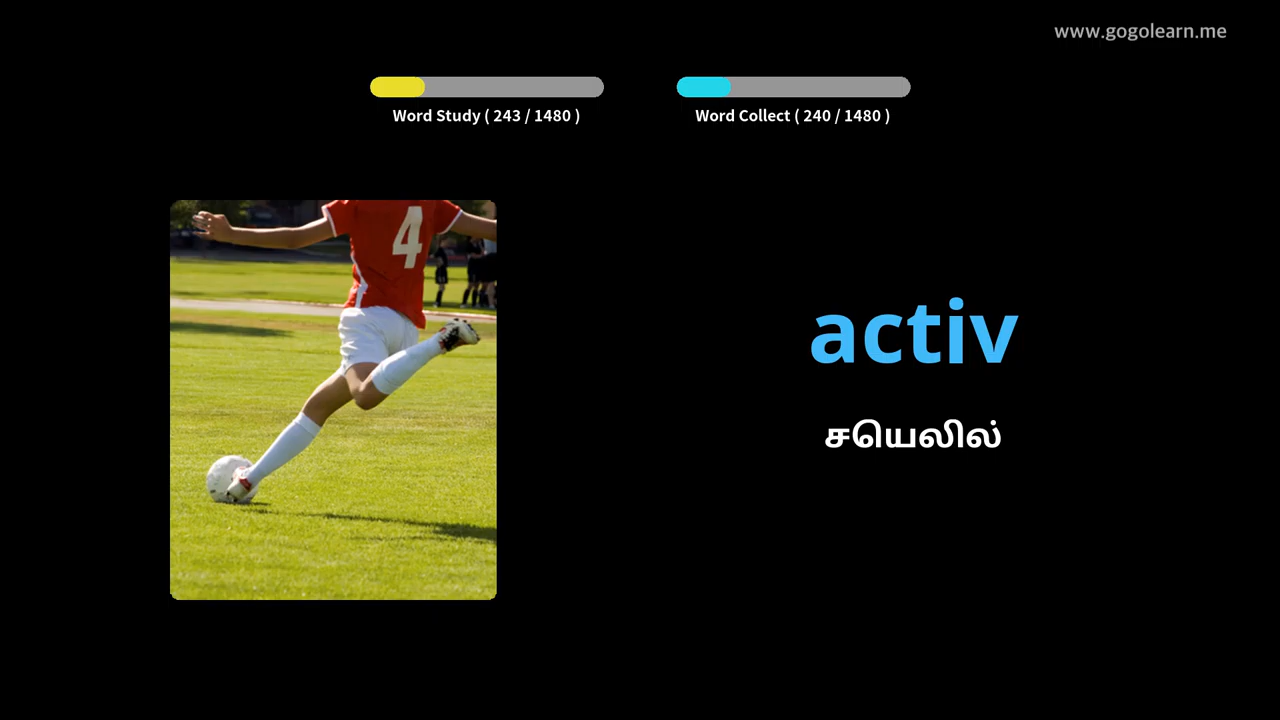 www.gogolearn.me
Word Study ( 243 / 1480 )
Word Collect ( 240 / 1480 )
4
activ
சயெலில்